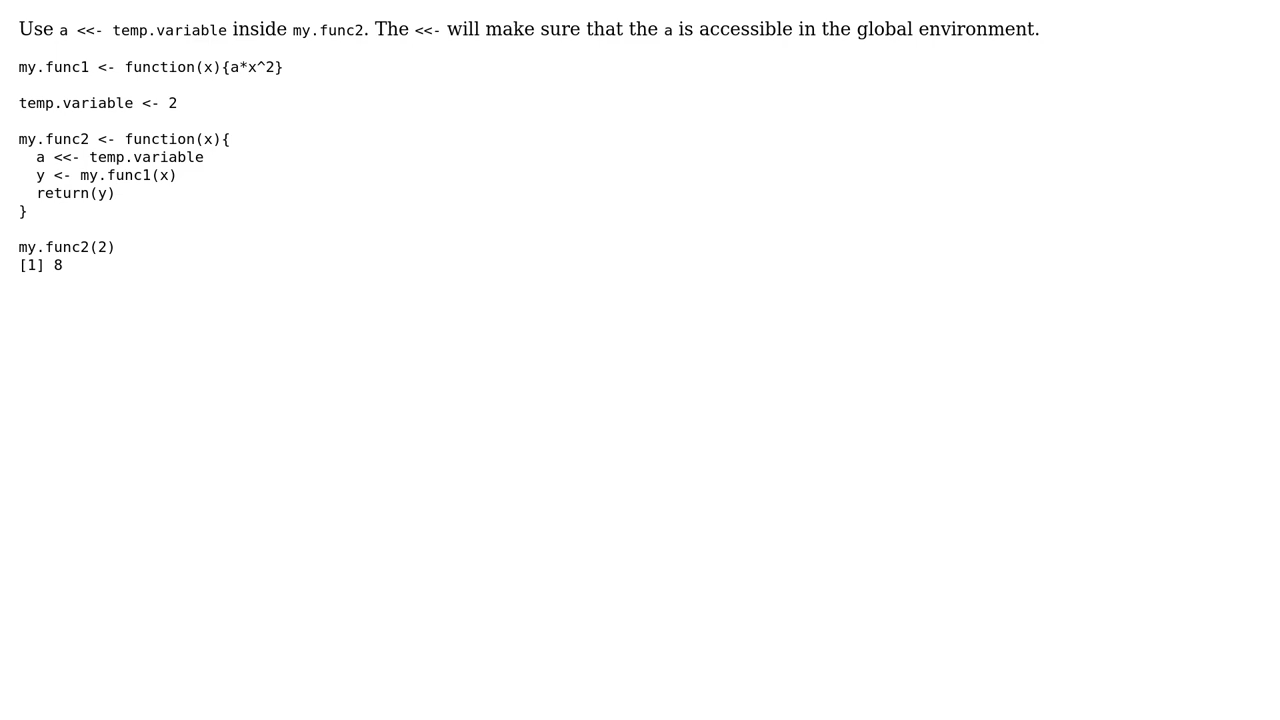 Use a <<- temp.variable inside my.func2. The <<- will make sure that the a is accessible in the global environment.
my.func1 <- function(x){a*x^2}
temp.variable <- 2
my.func2 <- function(x){
  a <<- temp.variable
  y <- my.func1(x)
  return(y)
}
my.func2(2)
[1] 8